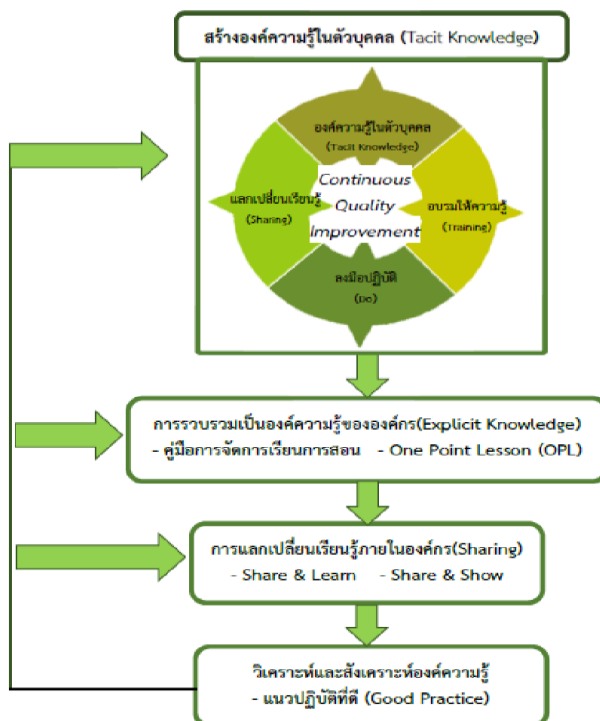 สร้างองค์ความรู้ในตัวบุคคล (Tacit Knowledge)
องค์ความรู้ในตัวบุคคล
(Tacit Knowledge)
แลกเปลี่ยนเรียนรู้
(Sharing)
Continuous
Quality
Improvement
อบรมให้ความรู้
(Training)
ลงมือปฏิบัติ
(Do)
การรวบรวมเป็นองค์ความรู้ขององค์กร(Explicit Knowledge)
- คู่มือการจัดการเรียนการสอน - One Point Lesson (OPL)
การแลกเปลี่ยนเรียนรู้ภายในองค์กร(Sharing)
- Share & Learn - Share & Show
วิเคราะห์และสังเคราะห์องค์ความรู้
- แนวปฏิบัติที่ดี (Good Practice)